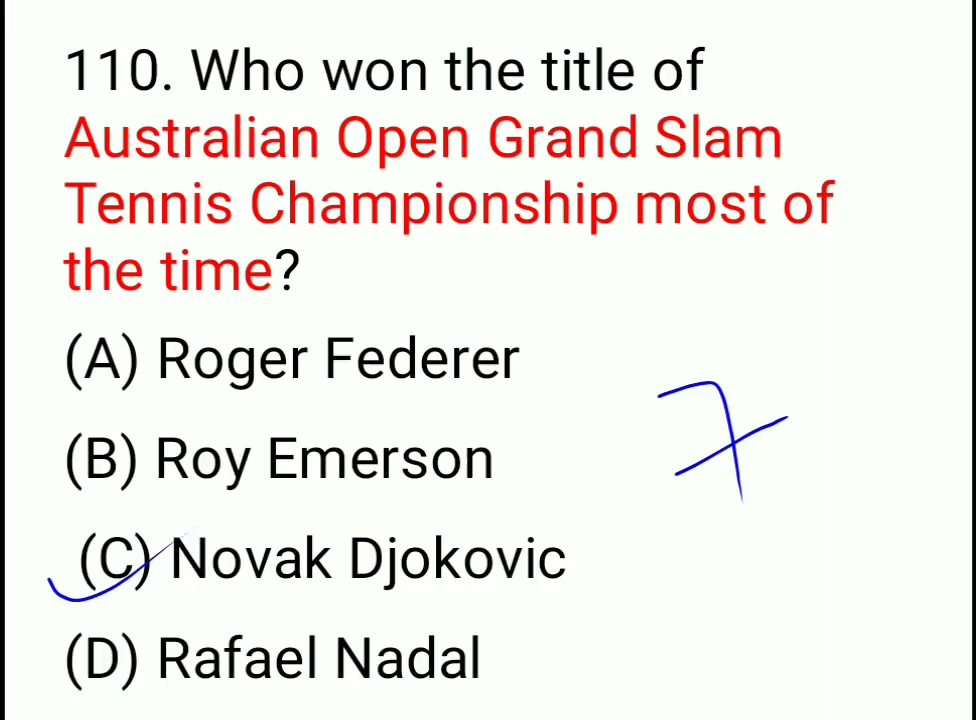 110. Who won the title of
Australian Open Grand Slam
Tennis Championship most of
the time?
(A) Roger Federer
(B) Roy Emerson
7
(C) Novak Djokovic
(D) Rafael Nadal